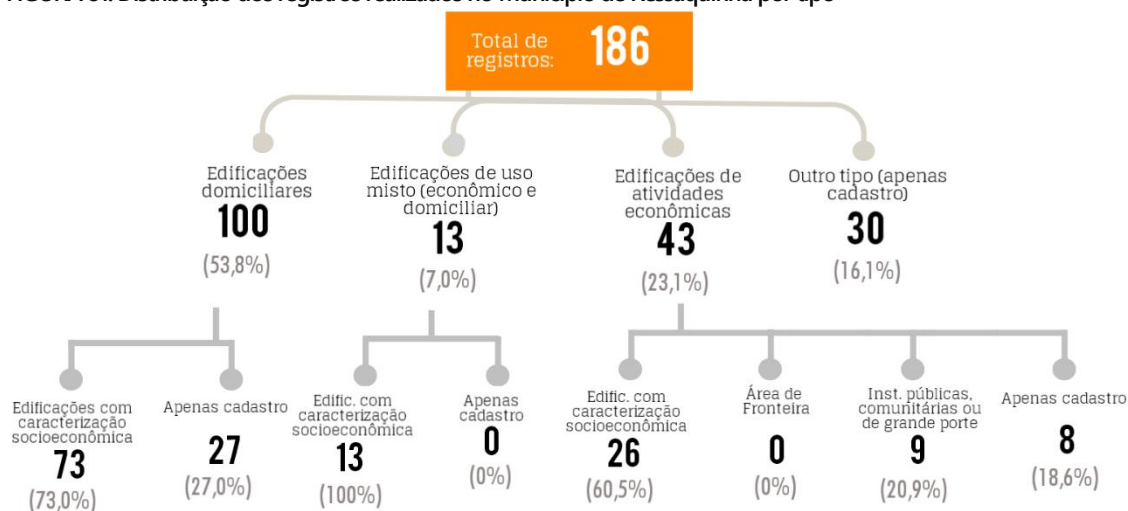 Total de
registros:
186
Edificações
domiciliares
100
(53,8%)
Edificações de uso
misto (econômico e
domiciliar)
13
(7,0%)
Edificações de
atividades
econômicas
43
(23,1%)
Outro tipo (apenas
cadastro)
30
(16,1%)
Edificações com
caracterização
socioeconômica
73
(73,0%)
Apenas cadastro
27
(27,0%)
Edific. com
caracterização
socioeconômica
13
(100%)
Apenas
cadastro
0
(0%)
Edific. com
caracterização
socioeconômica
26
(60,5%)
Área de
Fronteira
0
(0%)
Inst. públicas,
comunitárias ou
de grande porte
9
(20,9%)
Apenas cadastro
8
(18,6%)